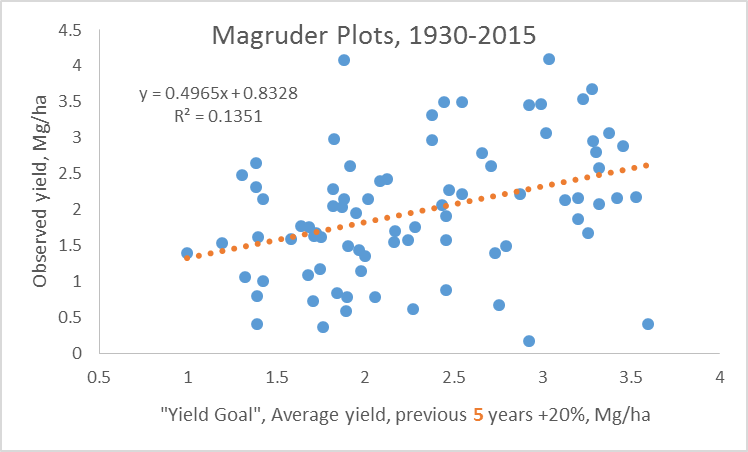 Magruder Plots, 1930-2015
y = 0.4965x + 0.8328
R² = 0.1351
Observed yield, Mg/ha
4.5
4
3.5
3
2.5
2
1.5
1
0.5
0
0.5 1 1.5 2 2.5 3 3.5 4
"Yield Goal", Average yield, previous 5 years +20%, Mg/ha